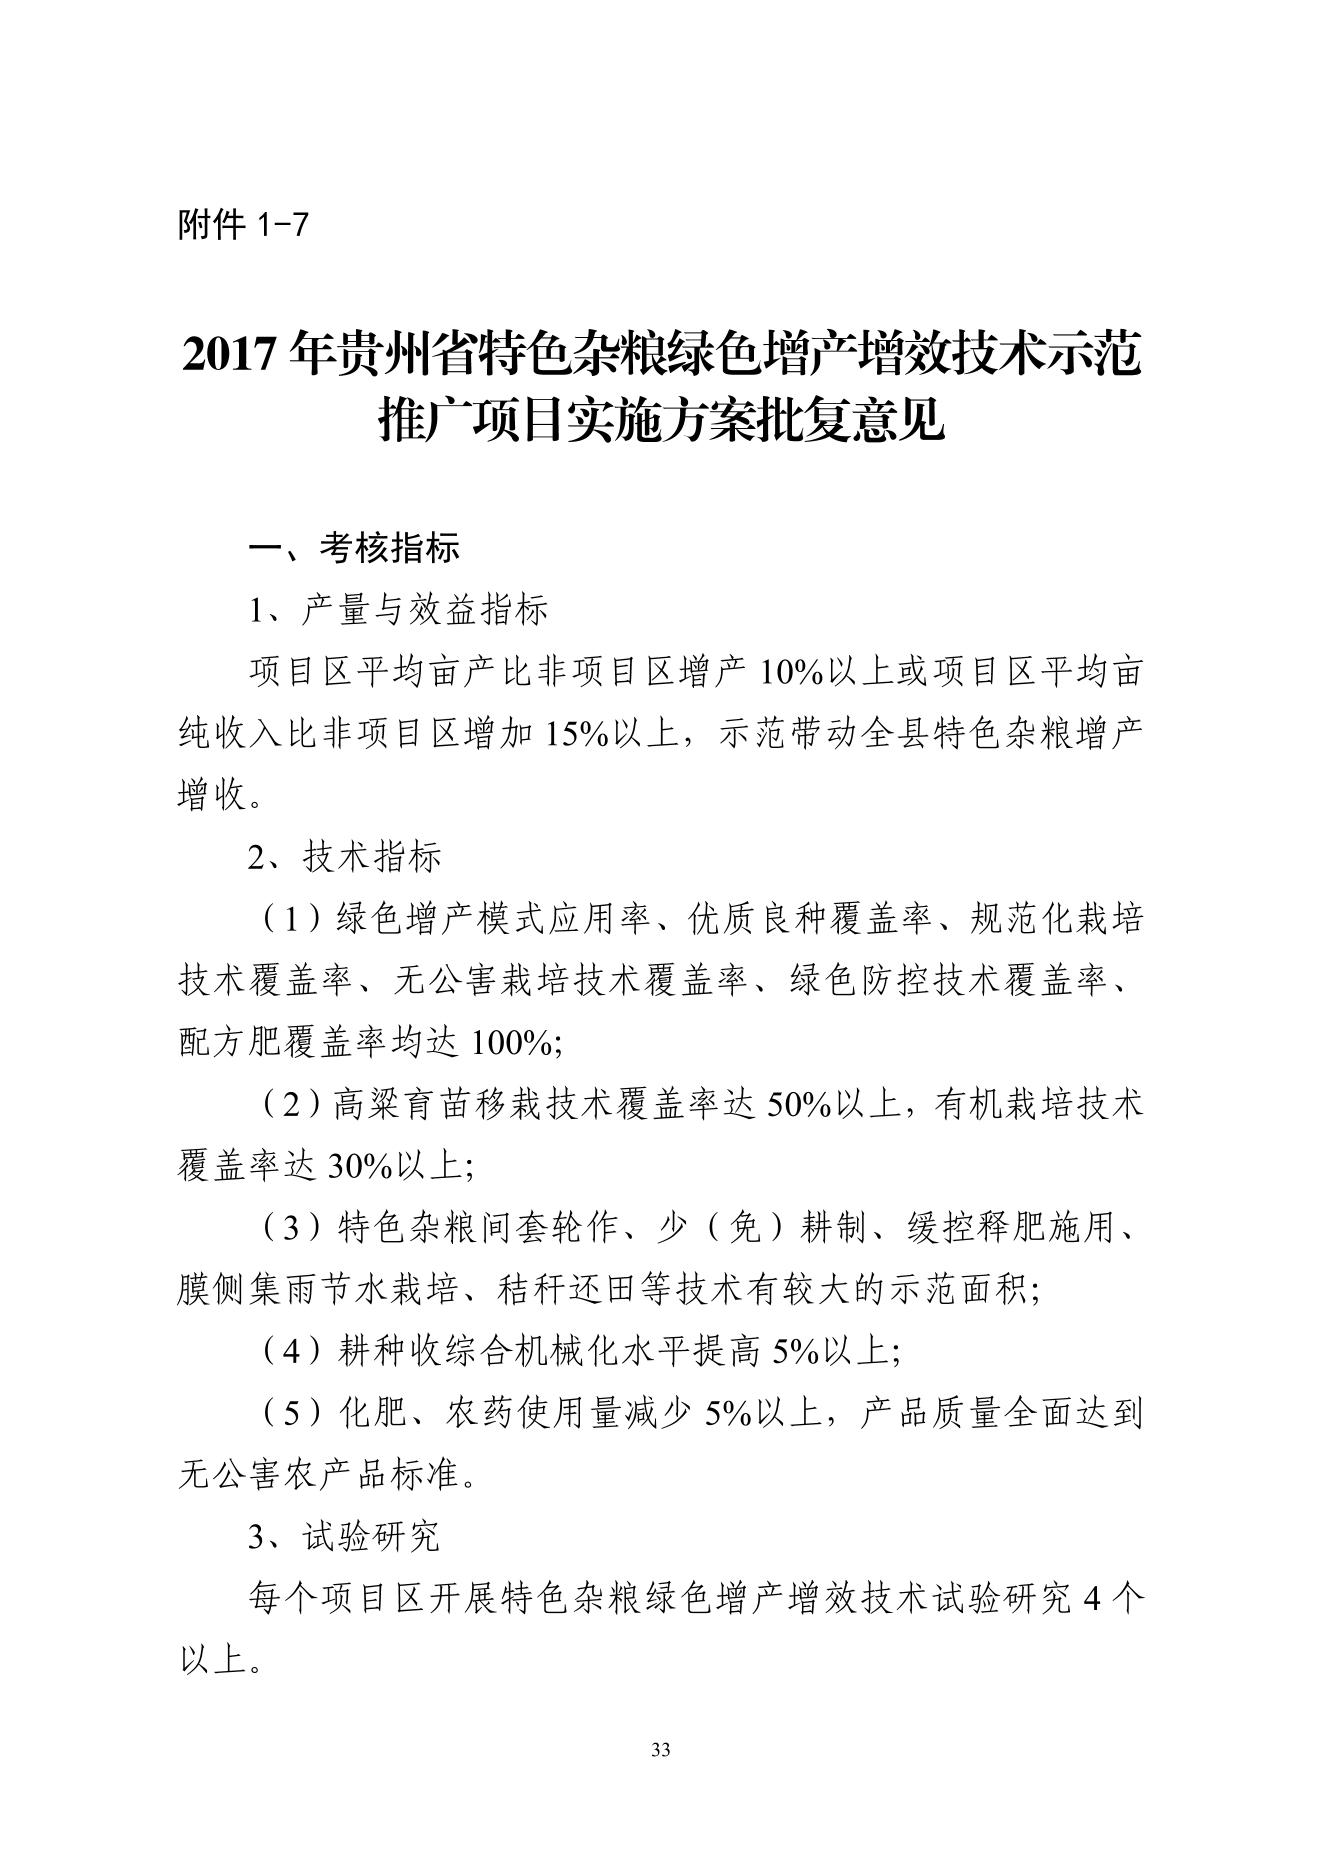 附件 1-7
2017 年贵州省特色杂粮绿色增产增效技术示范
推广项目实施方案批复意见
一、考核指标
1、产量与效益指标
项目区平均亩产比非项目区增产 10%以上或项目区平均亩
纯收入比非项目区增加 15%以上，示范带动全县特色杂粮增产
增收。
2、技术指标
（1）绿色增产模式应用率、优质良种覆盖率、规范化栽培
技术覆盖率、无公害栽培技术覆盖率、绿色防控技术覆盖率、
配方肥覆盖率均达 100%;
（2）高粱育苗移栽技术覆盖率达 50%以上，有机栽培技术
覆盖率达 30%以上;
（3）特色杂粮间套轮作、少（免）耕制、缓控释肥施用、
膜侧集雨节水栽培、秸秆还田等技术有较大的示范面积;
（4）耕种收综合机械化水平提高 5%以上;
（5）化肥、农药使用量减少 5%以上，产品质量全面达到
无公害农产品标准。
3、试验研究
每个项目区开展特色杂粮绿色增产增效技术试验研究 4 个
以上。
33